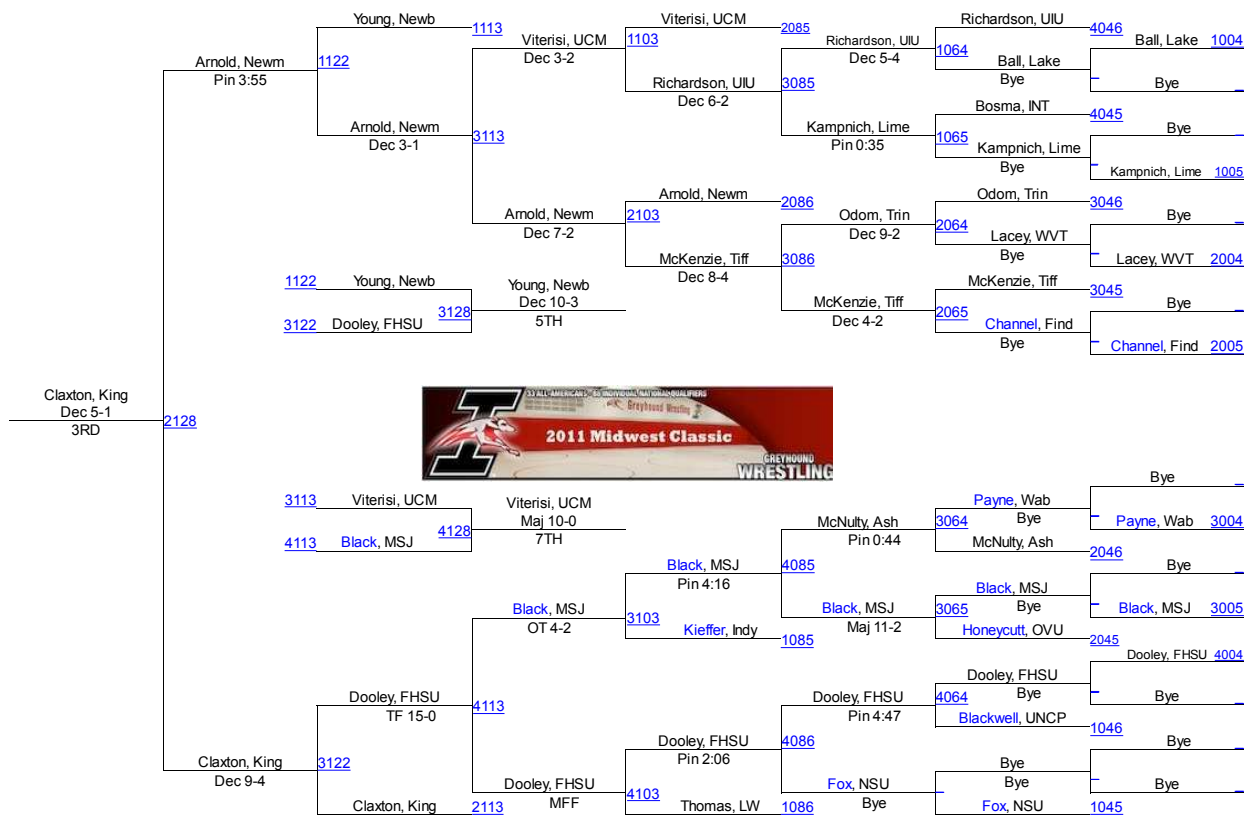 Young, Newb
1113
Arnold, Newm
Pin 3:55
1122
Arnold, Newm
Dec 3-1
3113
Viterisi, UCM
Dec 3-2
1103
Viterisi, UCM
2085
Richardson, UIU
Dec 6-2
3085
Richardson, UIU
Dec 5-4
1064
Richardson, UIU
4046
Ball, Lake
Bye
Ball, Lake 1004
Bye
Kampnich, Lime
Pin 0:35
1065
Bosma, INT
4045
Kampnich, Lime
Bye
Bye
Kampnich, Lime 1005
Arnold, Newm
Dec 7-2
2103
Arnold, Newm
2086
McKenzie, Tiff
Dec 8-4
3086
Odom, Trin
Dec 9-2
2064
Odom, Trin
3046
Lacey, WVT
Bye
Bye
Lacey, WVT 2004
McKenzie, Tiff
Dec 4-2
2065
McKenzie, Tiff
3045
Channel, Find
Bye
Bye
Channel, Find 2005
1122 Young, Newb
3122 Dooley, FHSU
3128
Young, Newb
Dec 10-3
5TH
Claxton, King
Dec 5-1
3RD
2128
33 ALL-AMERICANS - 66 INDIVIDUAL NATIONAL QUALIFIERS
Greyhound Wrestling
2011 Midwest Classic
GREYHOUND
WRESTLING
3113 Viterisi, UCM
4113 Black, MSJ
4128
Viterisi, UCM
Maj 10-0
7TH
McNulty, Ash
Pin 0:44
3064
Payne, Wab
Bye
Bye
Payne, Wab 3004
McNulty, Ash
2046
Black, MSJ
Pin 4:16
4085
Black, MSJ
Maj 11-2
3065
Black, MSJ
Bye
Bye
Black, MSJ 3005
Honeycutt, OVU
2045
Black, MSJ
OT 4-2
3103
Kieffer, Indy
1085
Dooley, FHSU
TF 15-0
4113
Dooley, FHSU
Pin 4:47
4064
Dooley, FHSU
Bye
Dooley, FHSU 4004
Bye
Blackwell, UNCP
1046
Dooley, FHSU
Pin 2:06
4086
Fox, NSU
Bye
Bye
Bye
Bye
Bye
Fox, NSU
1045
Dooley, FHSU
MFF
4103
Thomas, LW
1086
Claxton, King
Dec 9-4
3122
Claxton, King
2113